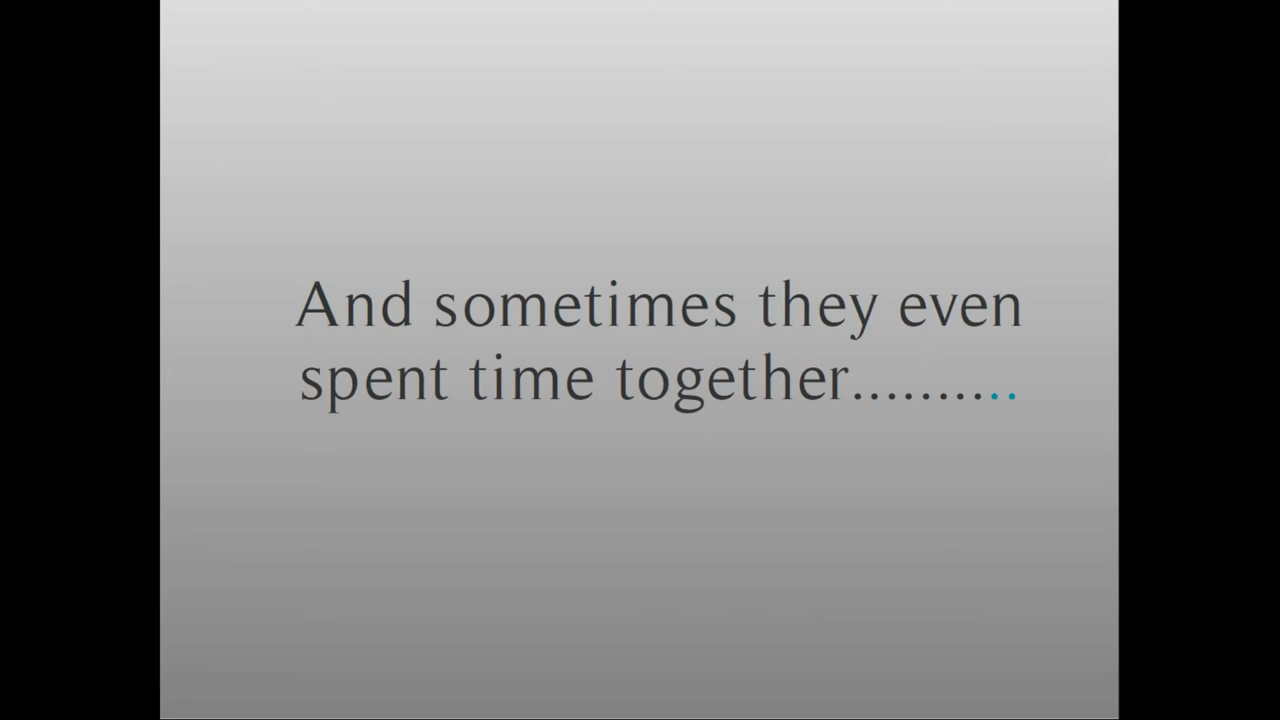 And sometimes they even
spent time together..........